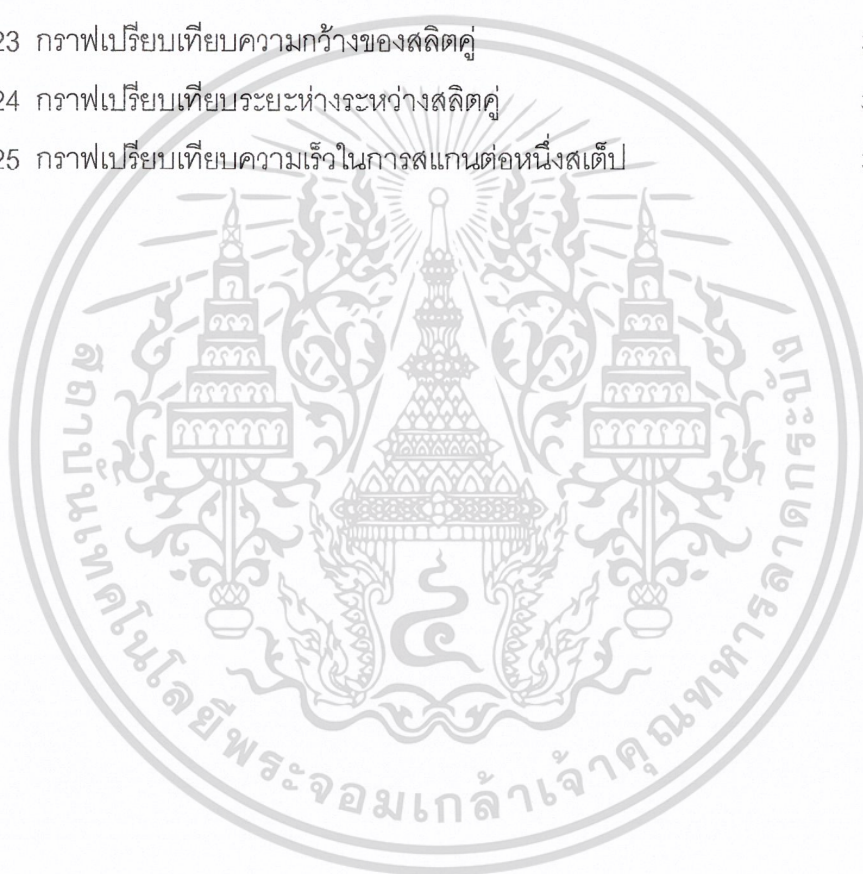 23 กราฟเปรียบเทียบความกว้างของสลิตคู่
24 กราฟเปรียบเทียบระยะห่างระหว่างสลิตคู่
25 กราฟเปรียบเทียบความเร็วในการสแกนต่อหนึ่งสเต็ป
สถาบันเทคโนโลยีพระจอมเกล้าเจ้าคุณทหารลาดกระบัง